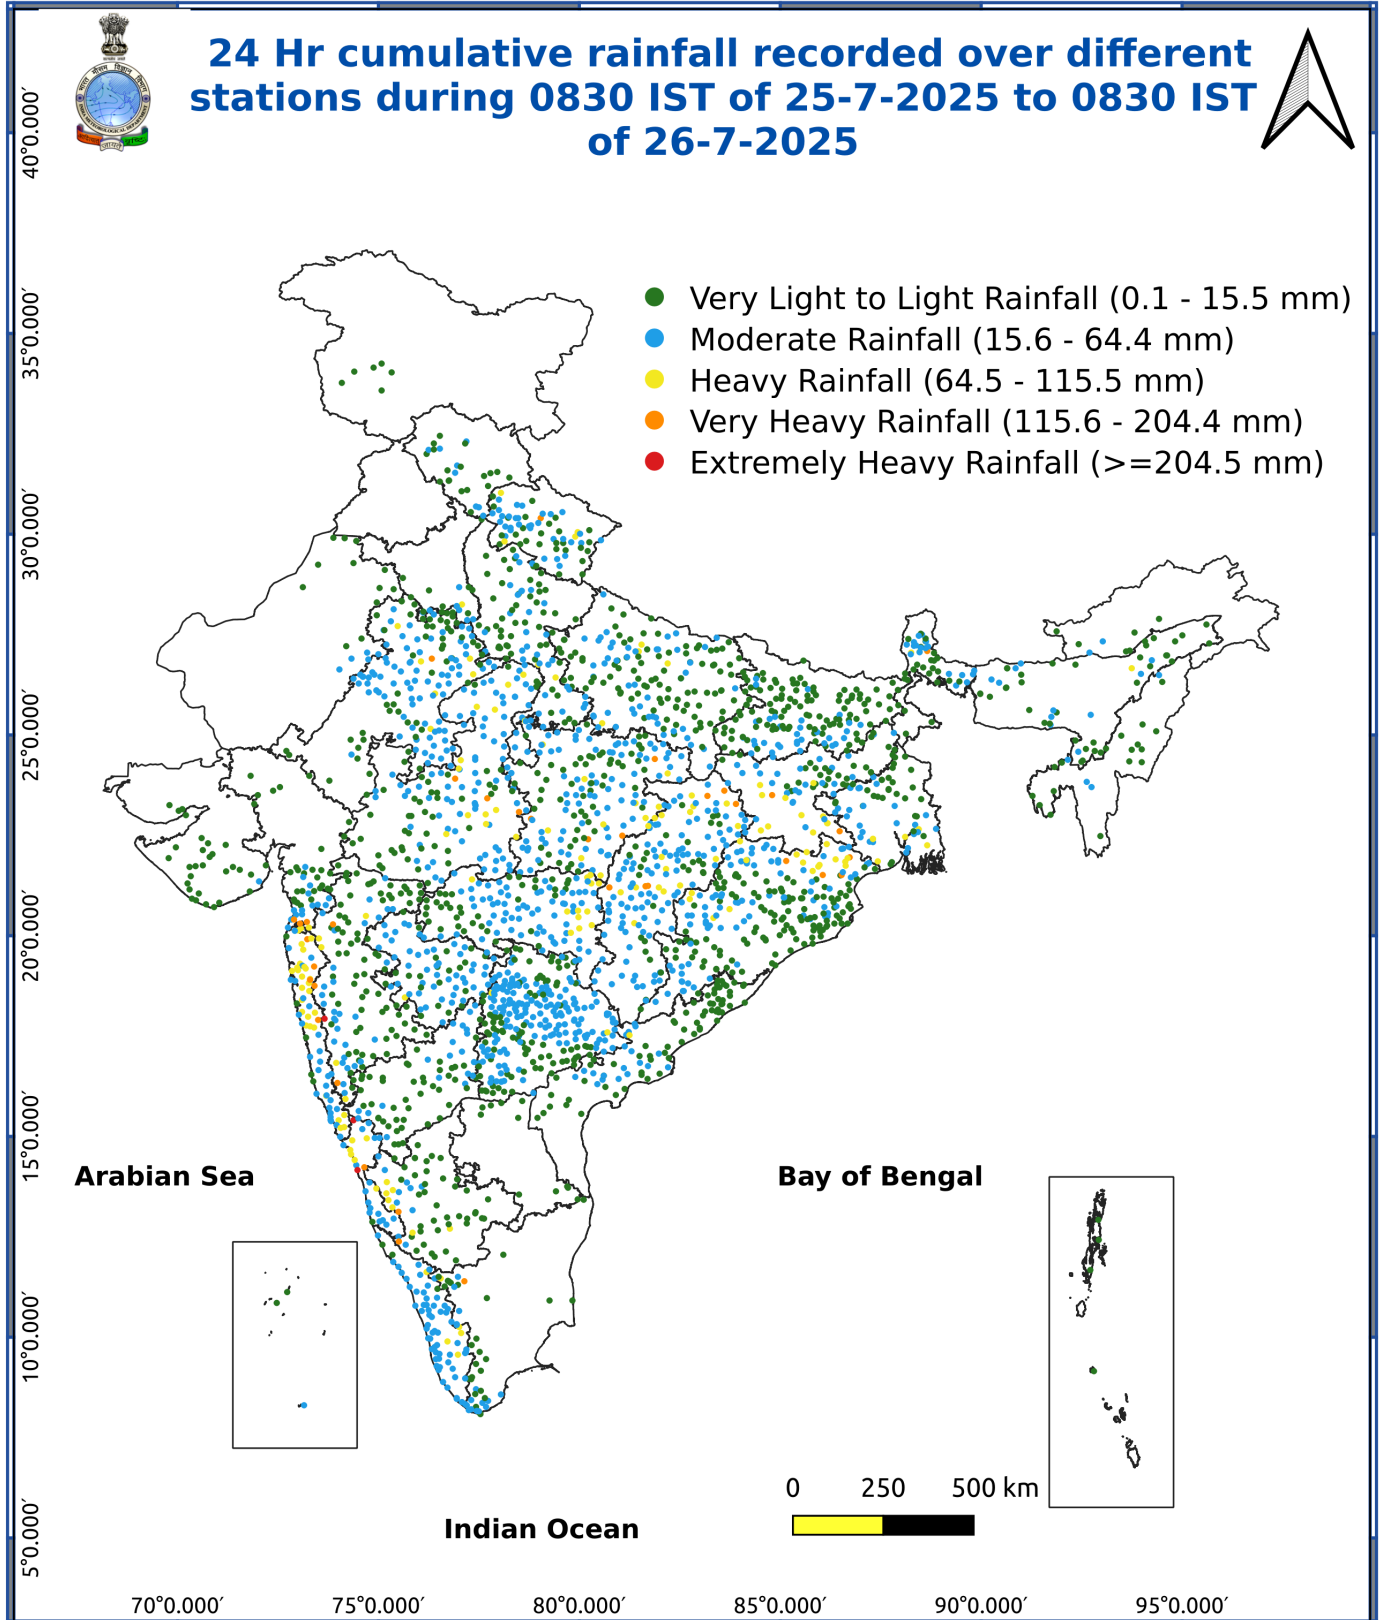 24 Hr cumulative rainfall recorded over different
stations during 0830 IST of 25-7-2025 to 0830 IST
of 26-7-2025
Very Light to Light Rainfall (0.1 - 15.5 mm)
Moderate Rainfall (15.6 - 64.4 mm)
Heavy Rainfall (64.5 - 115.5 mm)
Very Heavy Rainfall (115.6 - 204.4 mm)
Extremely Heavy Rainfall (>=204.5 mm)
40°0.000′
35°0.000′
30°0.000′
25°0.000′
20°0.000′
15°0.000′
10°0.000′
5°0.000′
Arabian Sea
Bay of Bengal
Indian Ocean
0 250 500 km
70°0.000′ 75°0.000′ 80°0.000′ 85°0.000′ 90°0.000′ 95°0.000′